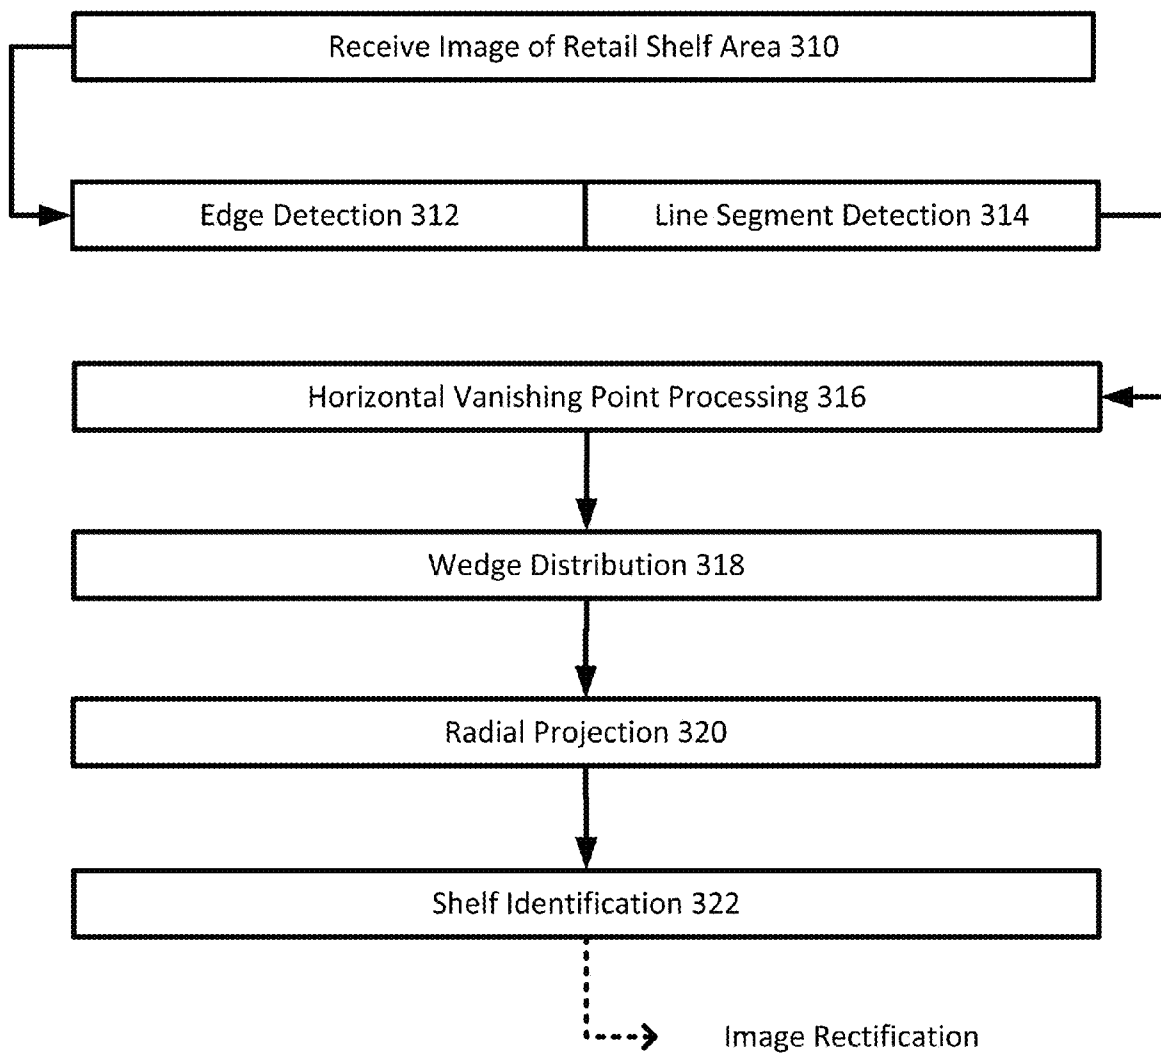 Receive Image of Retail Shelf Area 310
Edge Detection 312
Line Segment Detection 314
Horizontal Vanishing Point Processing 316
Wedge Distribution 318
Radial Projection 320
Shelf Identification 322
Image Rectification